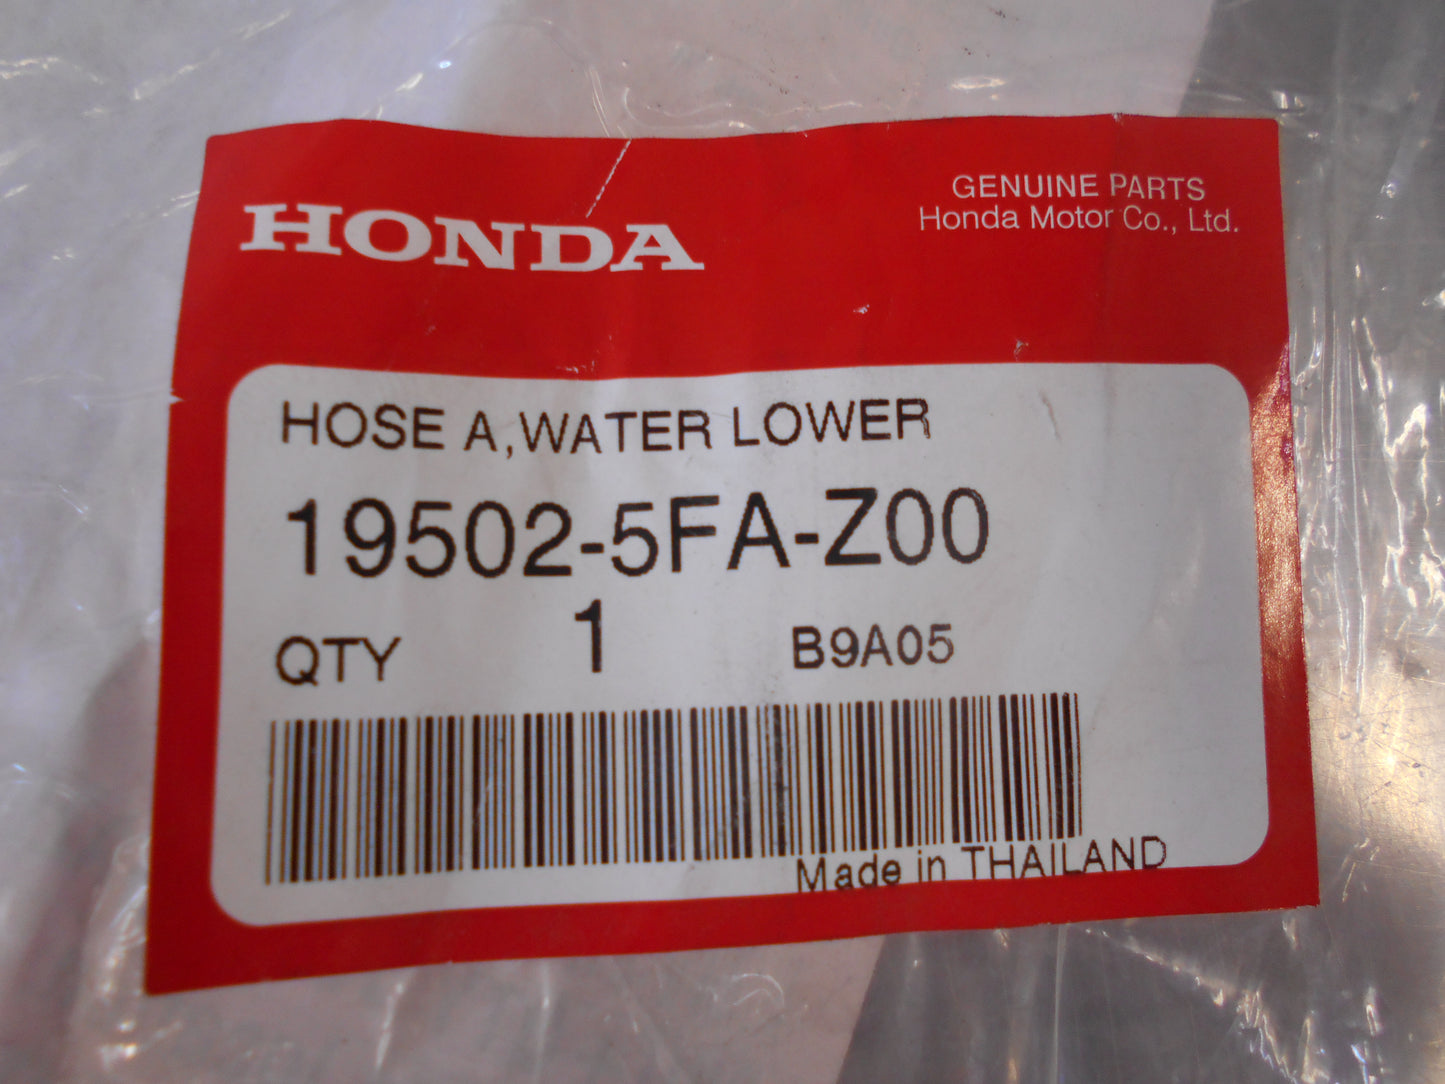 HONDA
GENUINE PARTS
Honda Motor Co., Ltd.
HOSE A,WATER LOWER
19502-5FA-Z00
QTY 1 B9A05
Made in THAILAND